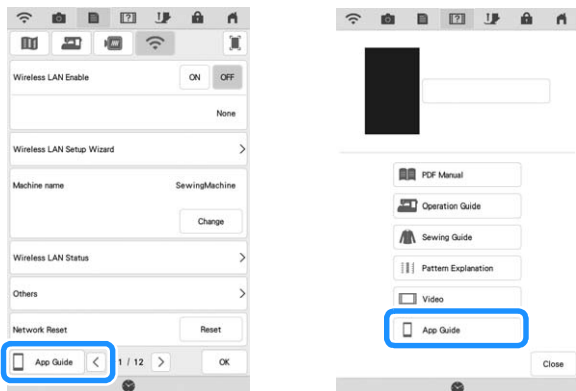 Wireless LAN Enable ON OFF
None
Wireless LAN Setup Wizard >
Machine name SewingMachine
Change
Wireless LAN Status >
Others >
Network Reset Reset
App Guide < 1 / 12 > OK
PDF Manual
Operation Guide
Sewing Guide
Pattern Explanation
Video
App Guide
Close